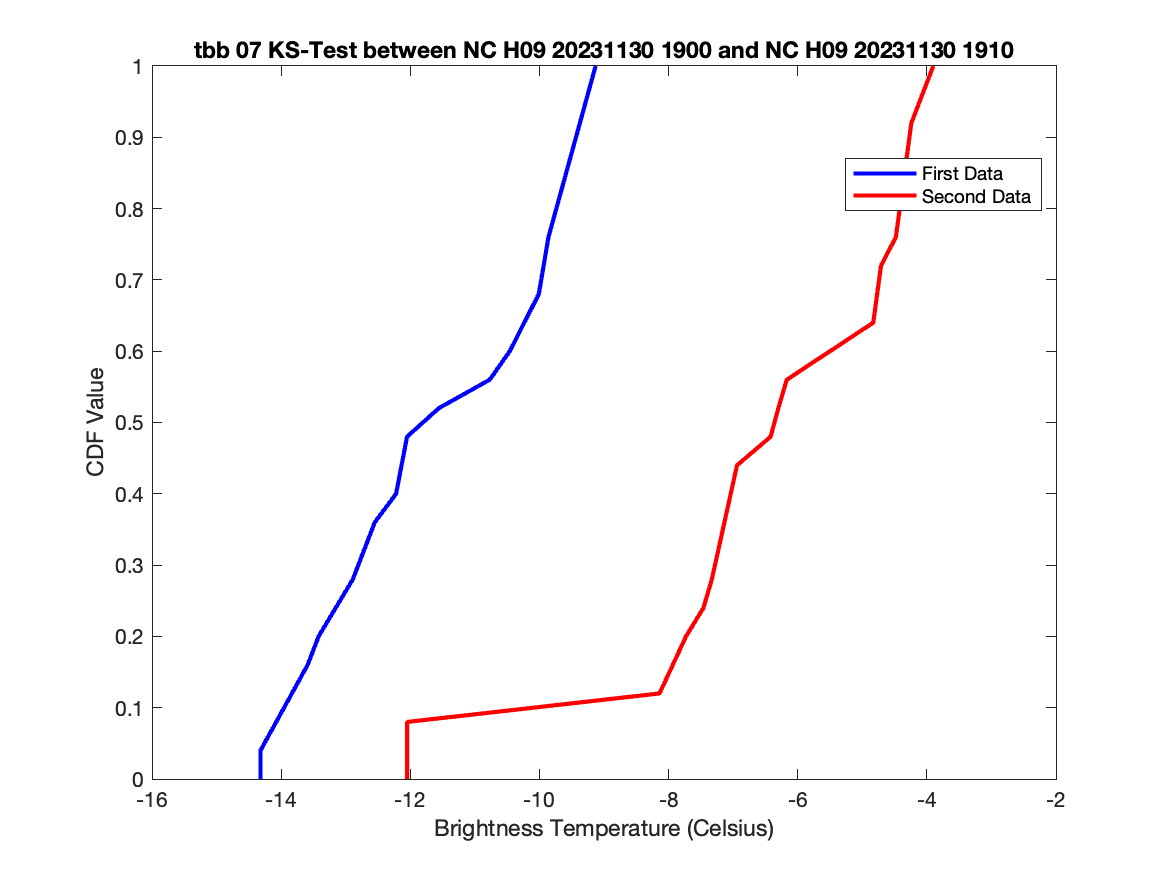 tbb 07 KS-Test between NC H09 20231130 1900 and NC H09 20231130 1910
1
0.9
0.8
0.7
0.6
0.5
0.4
0.3
0.2
0.1
0
CDF Value
First Data
Second Data
-16 -14 -12 -10 -8 -6 -4 -2
Brightness Temperature (Celsius)